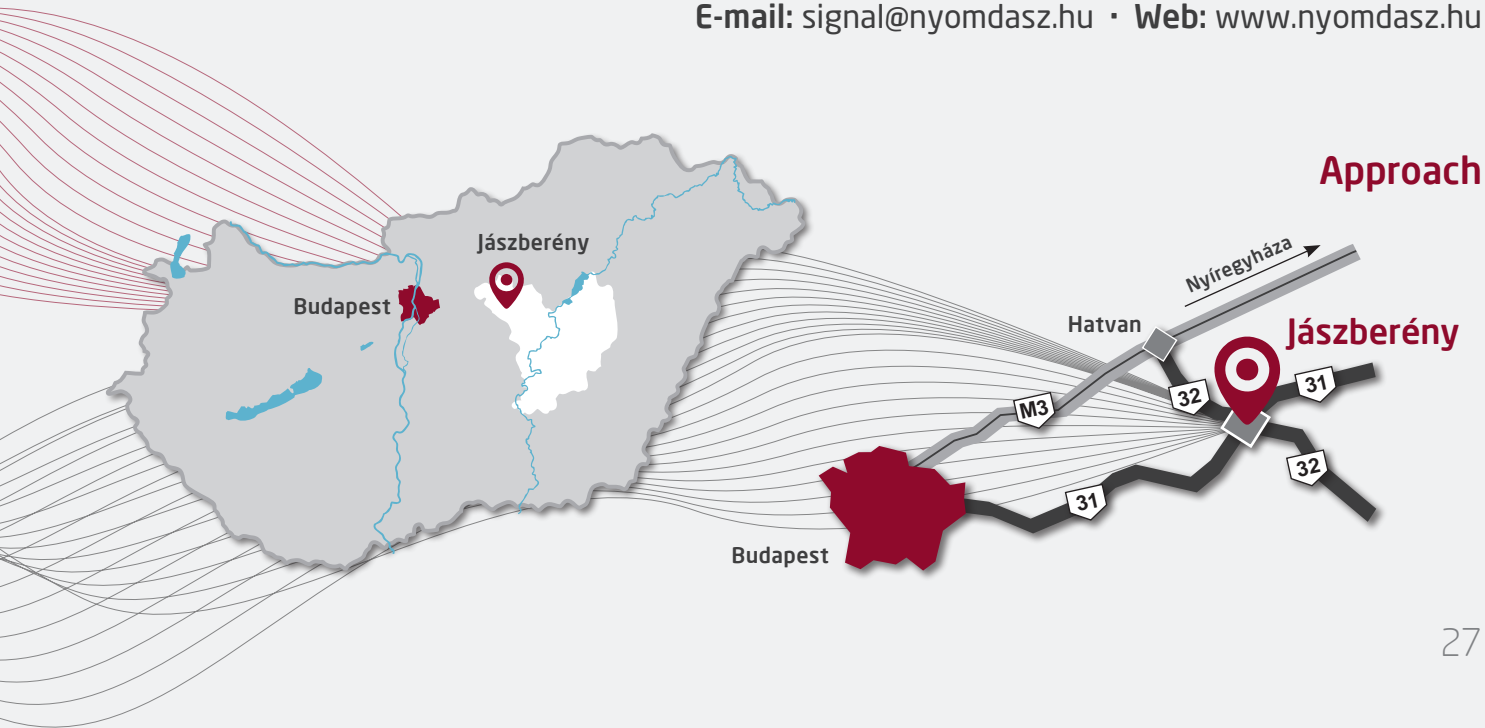 E-mail: signal@nyomdasz.hu · Web: www.nyomdasz.hu
Approach
Jászberény
Budapest
Nyíregyháza
Hatvan
Jászberény
M3
32
31
32
31
Budapest
27